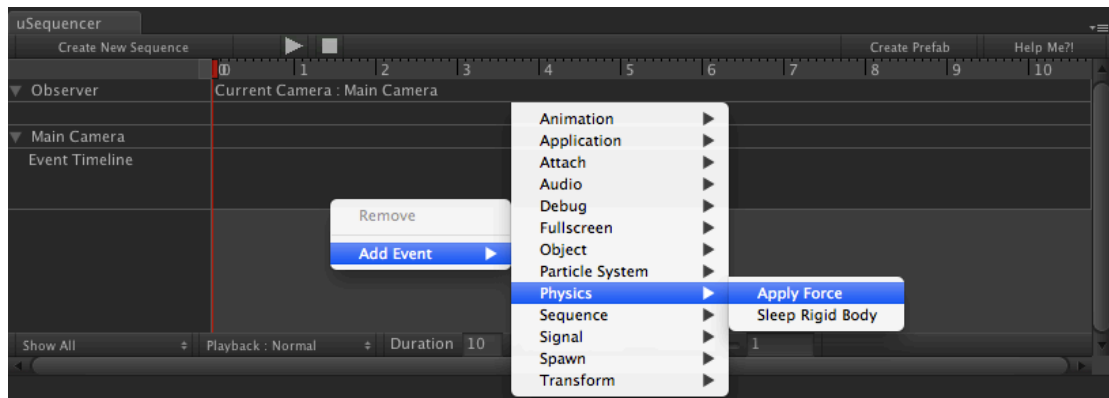 uSequencer
Create New Sequence Create Prefab Help Me?!
0 1 2 3 4 5 6 7 8 9 10
Observer Current Camera : Main Camera
Main Camera
Event Timeline
Remove
Add Event
Animation
Application
Attach
Audio
Debug
Fullscreen
Object
Particle System
Physics
Sequence
Signal
Spawn
Transform
Apply Force
Sleep Rigid Body
Show All Playback : Normal Duration 10 1